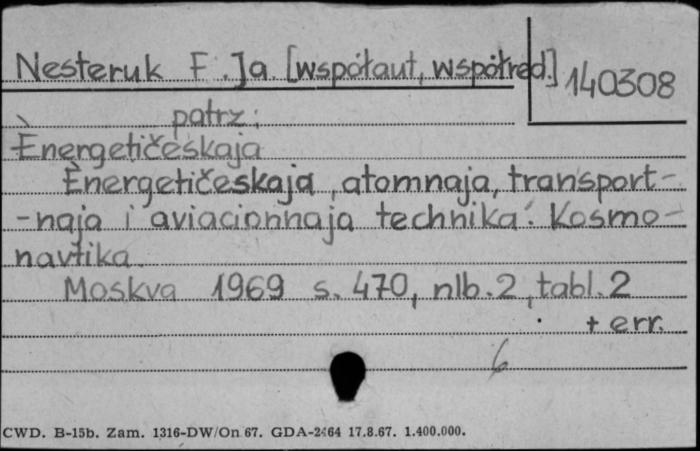 Nesteruk F. Ja. [współaut, współred.]
140308
patrz:
Ènergetičeskaja
Ènergetičeskaja, atomnaja, transport-
-naja i aviacionnaja technika. Kosmo-
navtika
Moskva 1969 s. 470, nlb. 2, tabl. 2
+ err.
6
CWD. B-15b. Zam. 1316-DW/On 67. GDA-2464 17.8.67. 1.400.000.